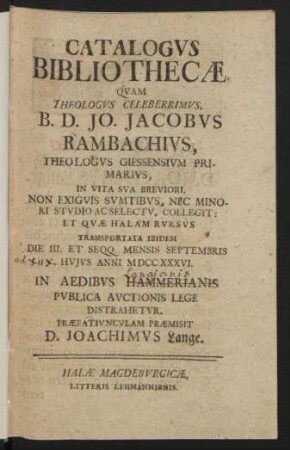 CATALOGVS
BIBLIOTHECÆ
QVAM
THEOLOGVS CELEBERRIMVS,
B. D. JO. JACOBVS
RAMBACHIVS,
THEOLOGVS GIESSENSIVM PRI-
MARIVS,
IN VITA SVA BREVIORI,
NON EXIGVIS SVMTIBVS, NEC MINO-
RI STVDIO AC SELECTV, COLLEGIT:
ET QVÆ HALAM RVRSVS
TRANSPORTATA IBIDEM
DIE III. ET SEQQ. MENSIS SEPTEMBRIS
HVJVS ANNI MDCCXXXVI.
IN AEDIBVS HAMMERIANIS
PVBLICA AVCTIONIS LEGE
DISTRAHETVR.
PRÆFATIVNCVLAM PRÆMISIT
D. JOACHIMVS Lange.
HALÆ MAGDEBVRGICÆ,
LITTERIS LEHMANNIANIS.